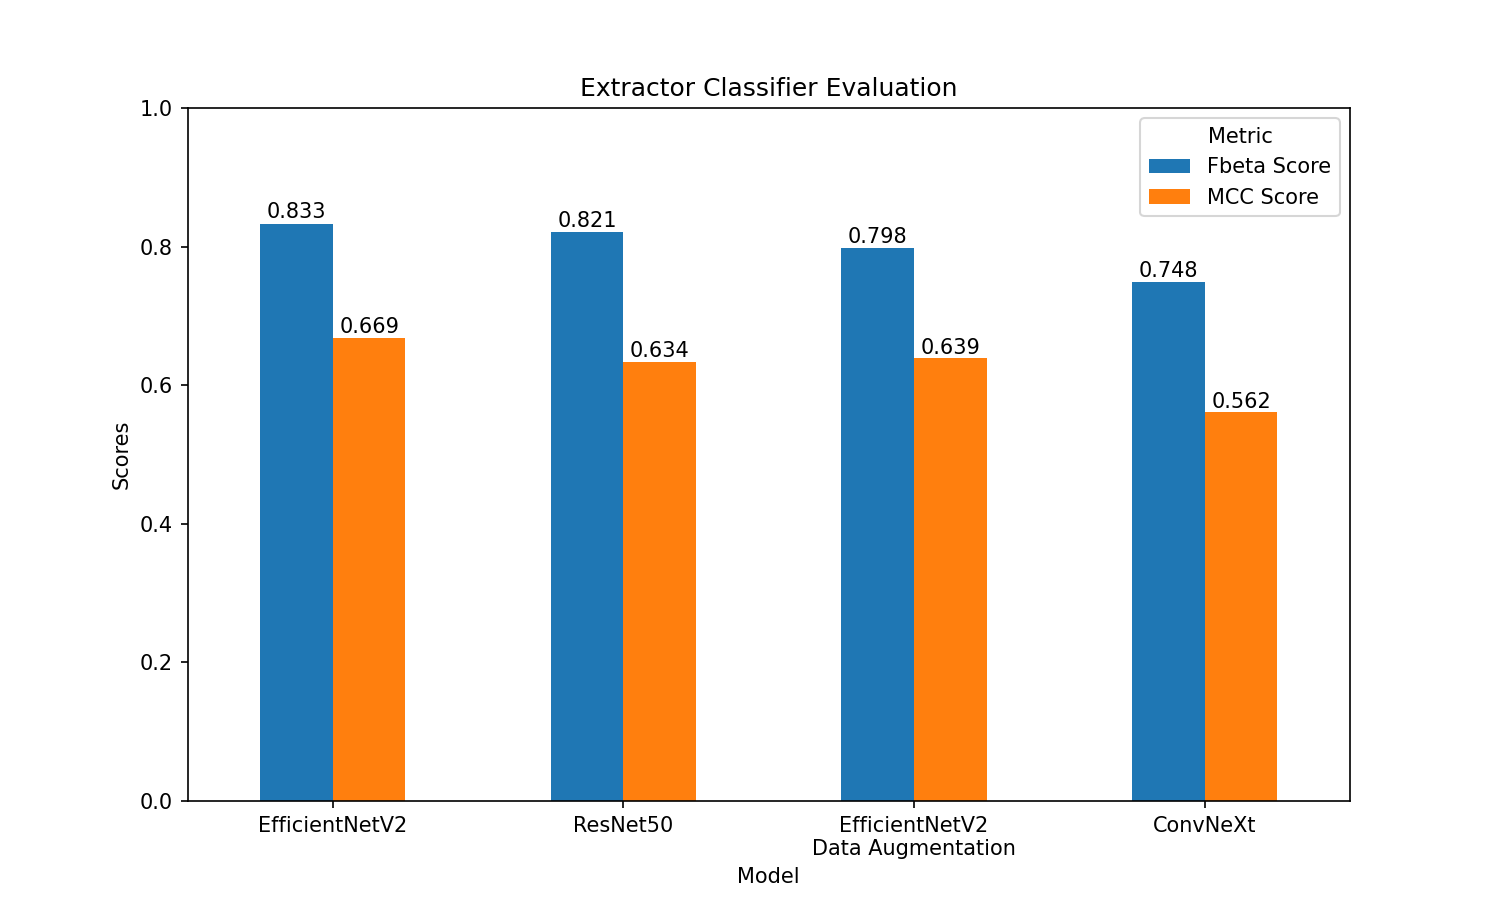 Extractor Classifier Evaluation
1.0
0.8
0.6
0.4
0.2
0.0
Scores
Metric
Fbeta Score
MCC Score
0.833
0.669
0.821
0.634
0.798
0.639
0.748
0.562
EfficientNetV2
ResNet50
EfficientNetV2
Data Augmentation
ConvNeXt
Model